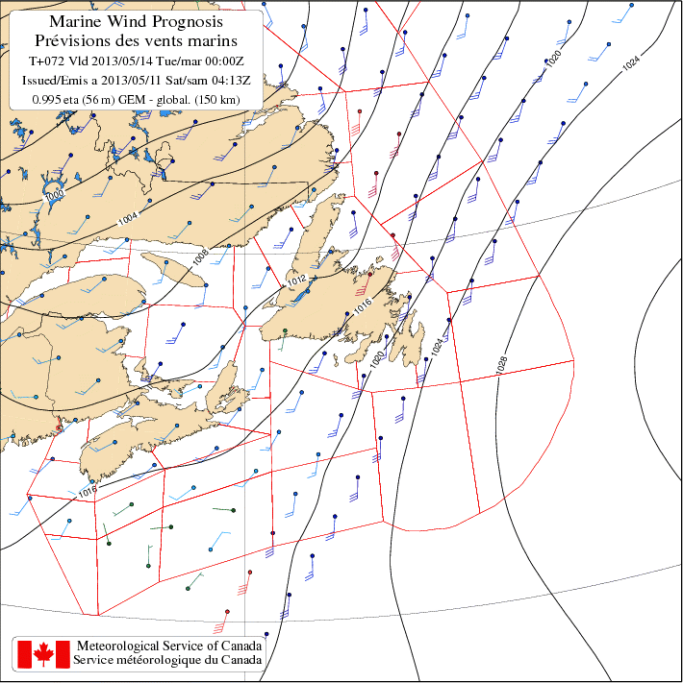 Marine Wind Prognosis
Prévisions des vents marins
T+072 Vld 2013/05/14 Tue/mar 00:00Z
Issued/Emis a 2013/05/11 Sat/sam 04:13Z
0.995 eta (56 m) GEM - global. (150 km)
1020
1024
1000
1004
1008
1012
1016
1020
1024
1028
1016
Meteorological Service of Canada
Service météorologique du Canada